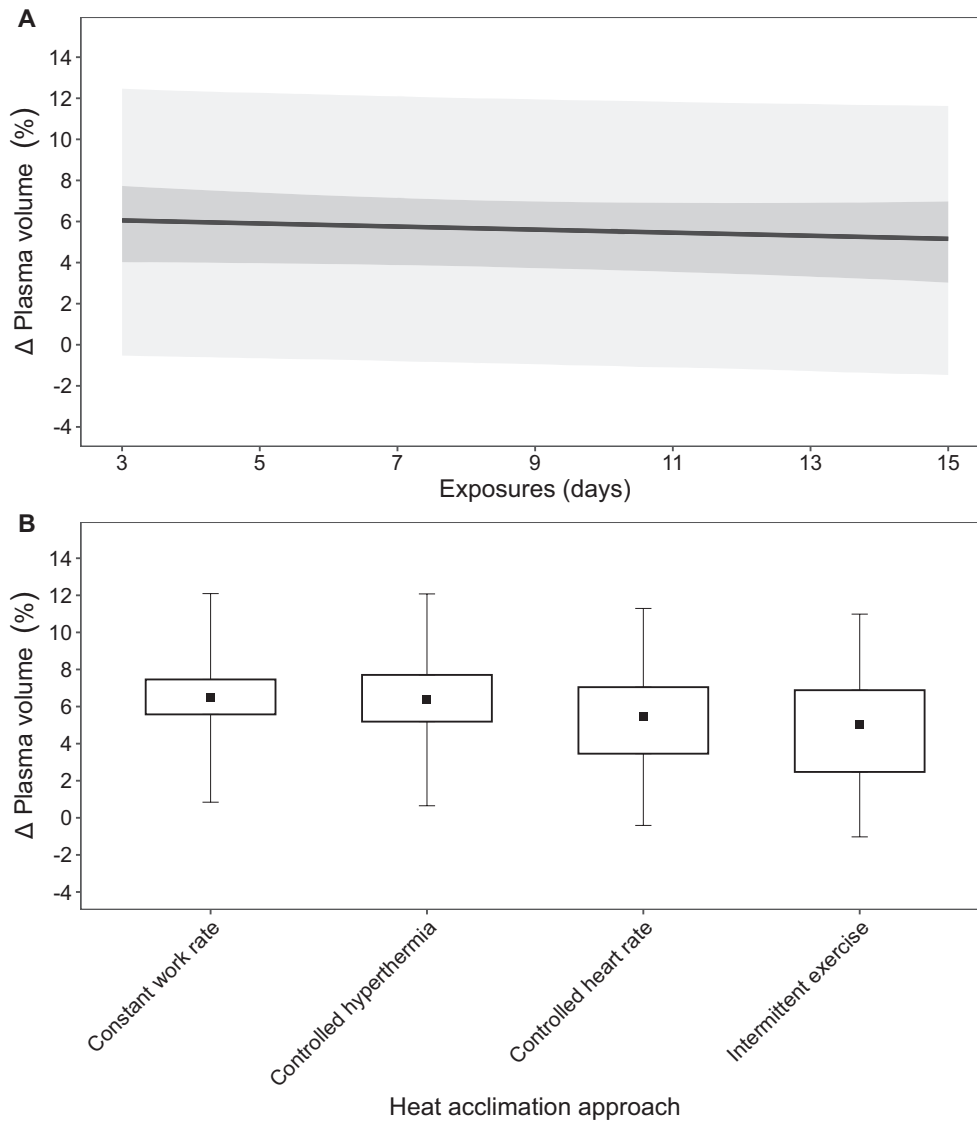 A
Δ Plasma volume (%)
14
12
10
8
6
4
2
0
-2
-4
3 5 7 9 11 13 15
Exposures (days)
B
Δ Plasma volume (%)
14
12
10
8
6
4
2
0
-2
-4
Constant work rate
Controlled hyperthermia
Controlled heart rate
Intermittent exercise
Heat acclimation approach